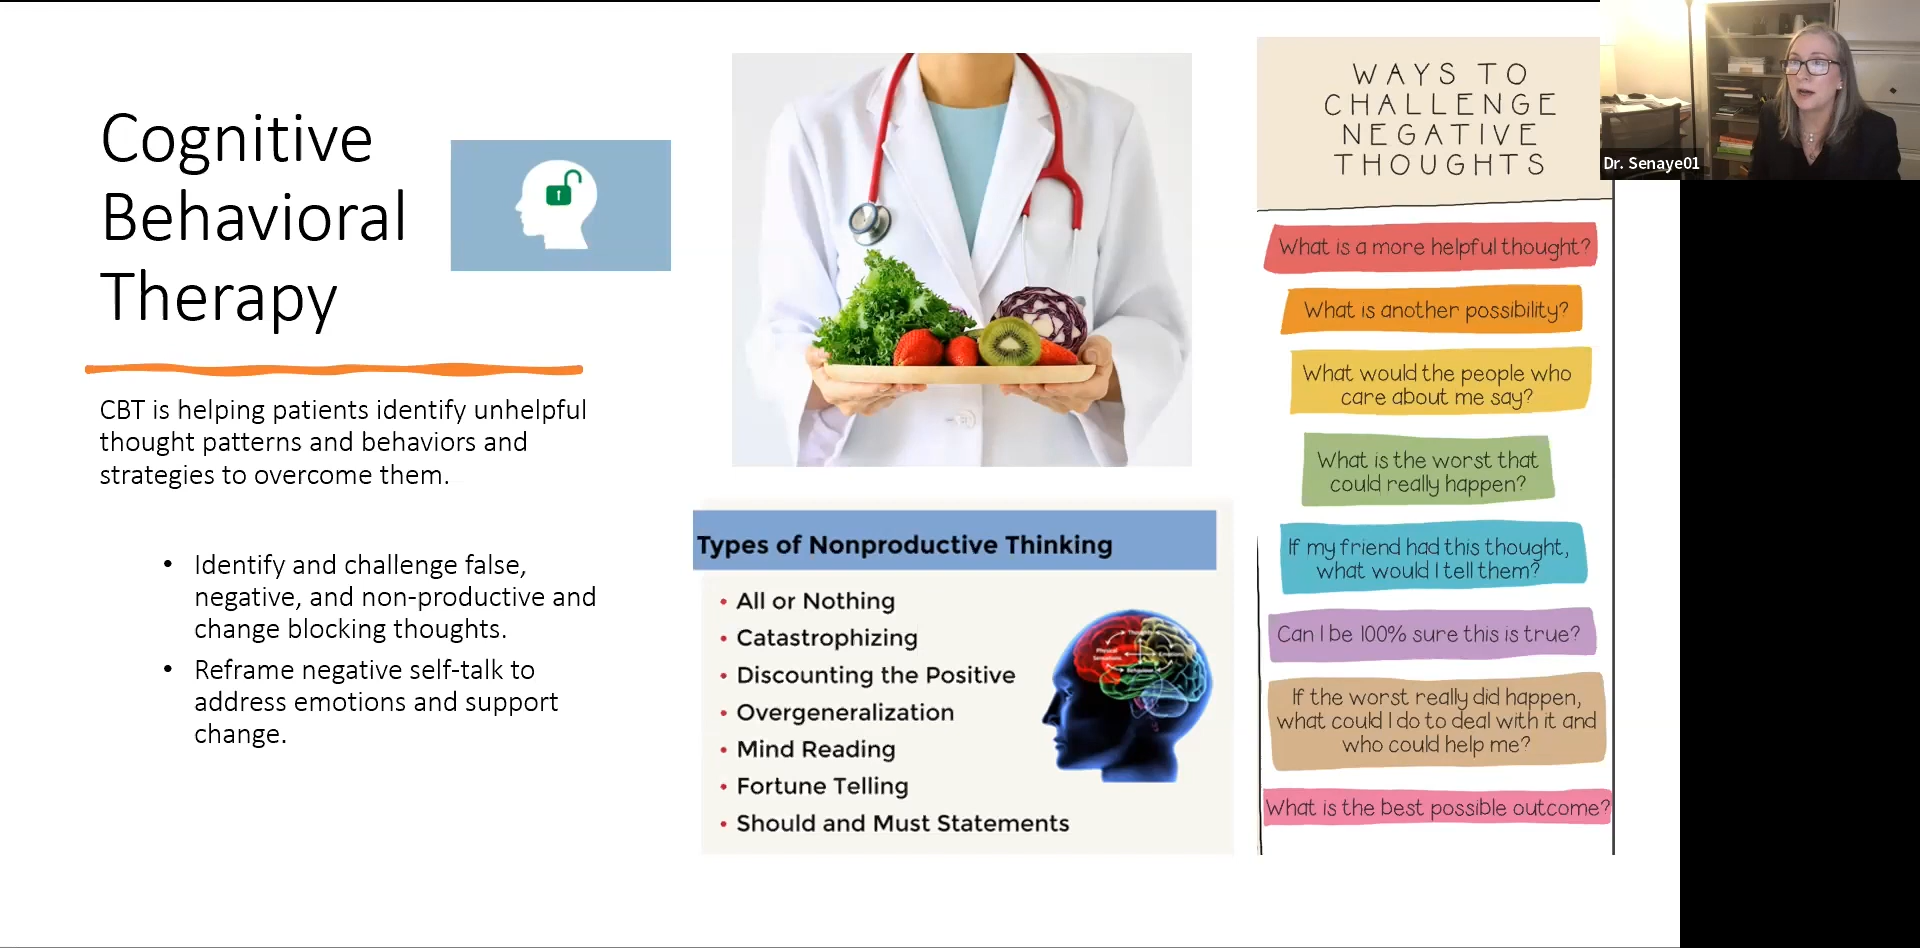 Cognitive
Behavioral
Therapy
CBT is helping patients identify unhelpful
thought patterns and behaviors and
strategies to overcome them.
• Identify and challenge false,
negative, and non-productive and
change blocking thoughts.
• Reframe negative self-talk to
address emotions and support
change.
Types of Nonproductive Thinking
• All or Nothing
• Catastrophizing
• Discounting the Positive
• Overgeneralization
• Mind Reading
• Fortune Telling
• Should and Must Statements
WAYS TO
CHALLENGE
NEGATIVE
THOUGHTS
What is a more helpful thought?
What is another possibility?
What would the people who
care about me say?
What is the worst that
could really happen?
If my friend had this thought,
what would I tell them?
Can I be 100% sure this is true?
If the worst really did happen,
what could I do to deal with it and
who could help me?
What is the best possible outcome?
Dr. Senaye01